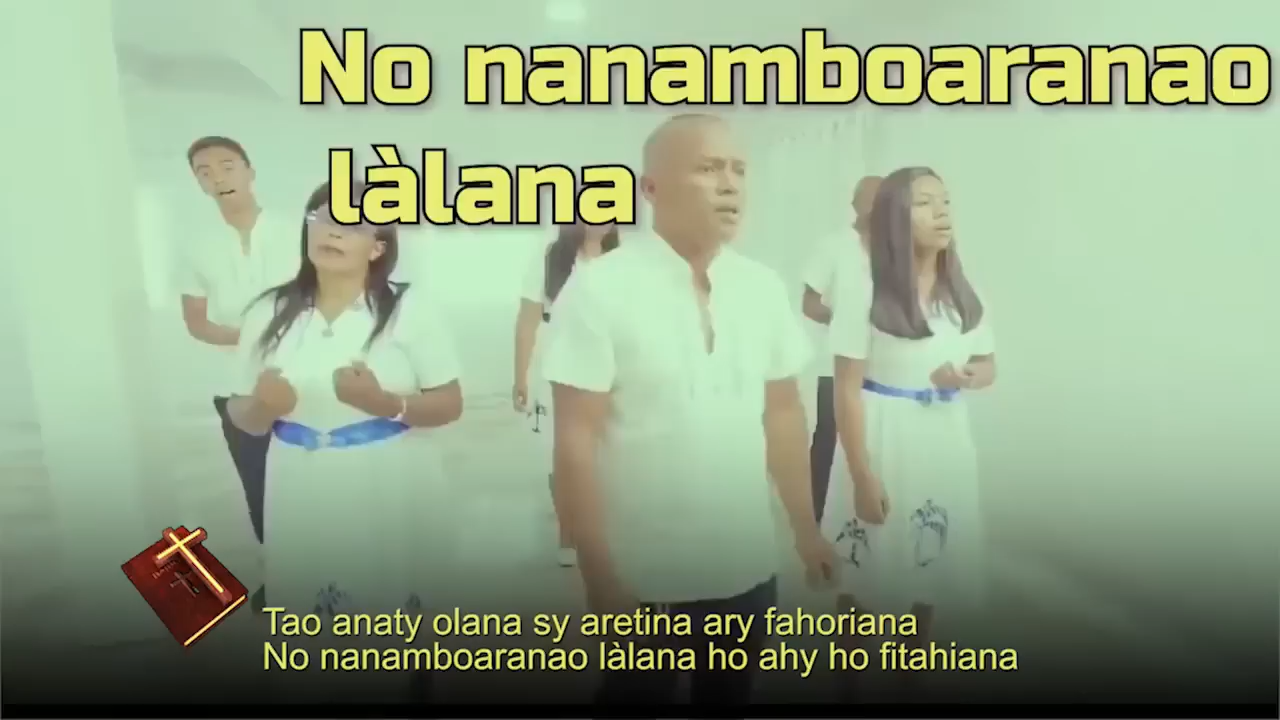 No nanamboaranao
làlana
Tao anaty olana sy aretina ary fahoriana
No nanamboaranao làlana ho ahy ho fitahiana